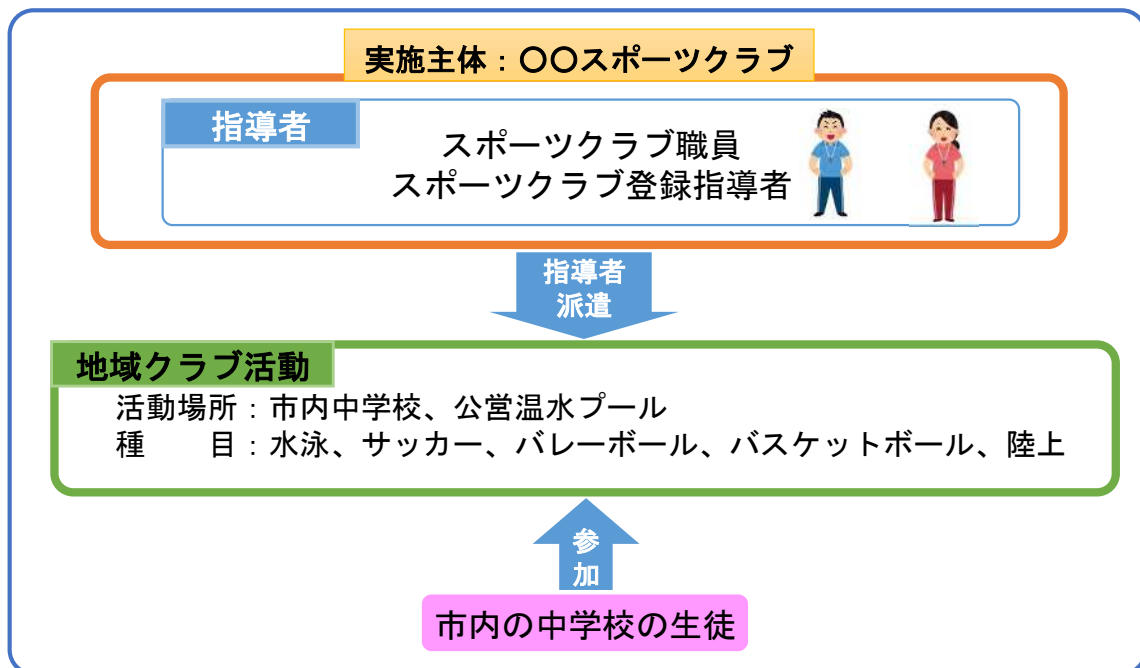 実施主体：〇〇スポーツクラブ
指導者
スポーツクラブ職員
スポーツクラブ登録指導者
指導者
派遣
地域クラブ活動
活動場所：市内中学校、公営温水プール
種　　目：水泳、サッカー、バレーボール、バスケットボール、陸上
参
加
市内の中学校の生徒